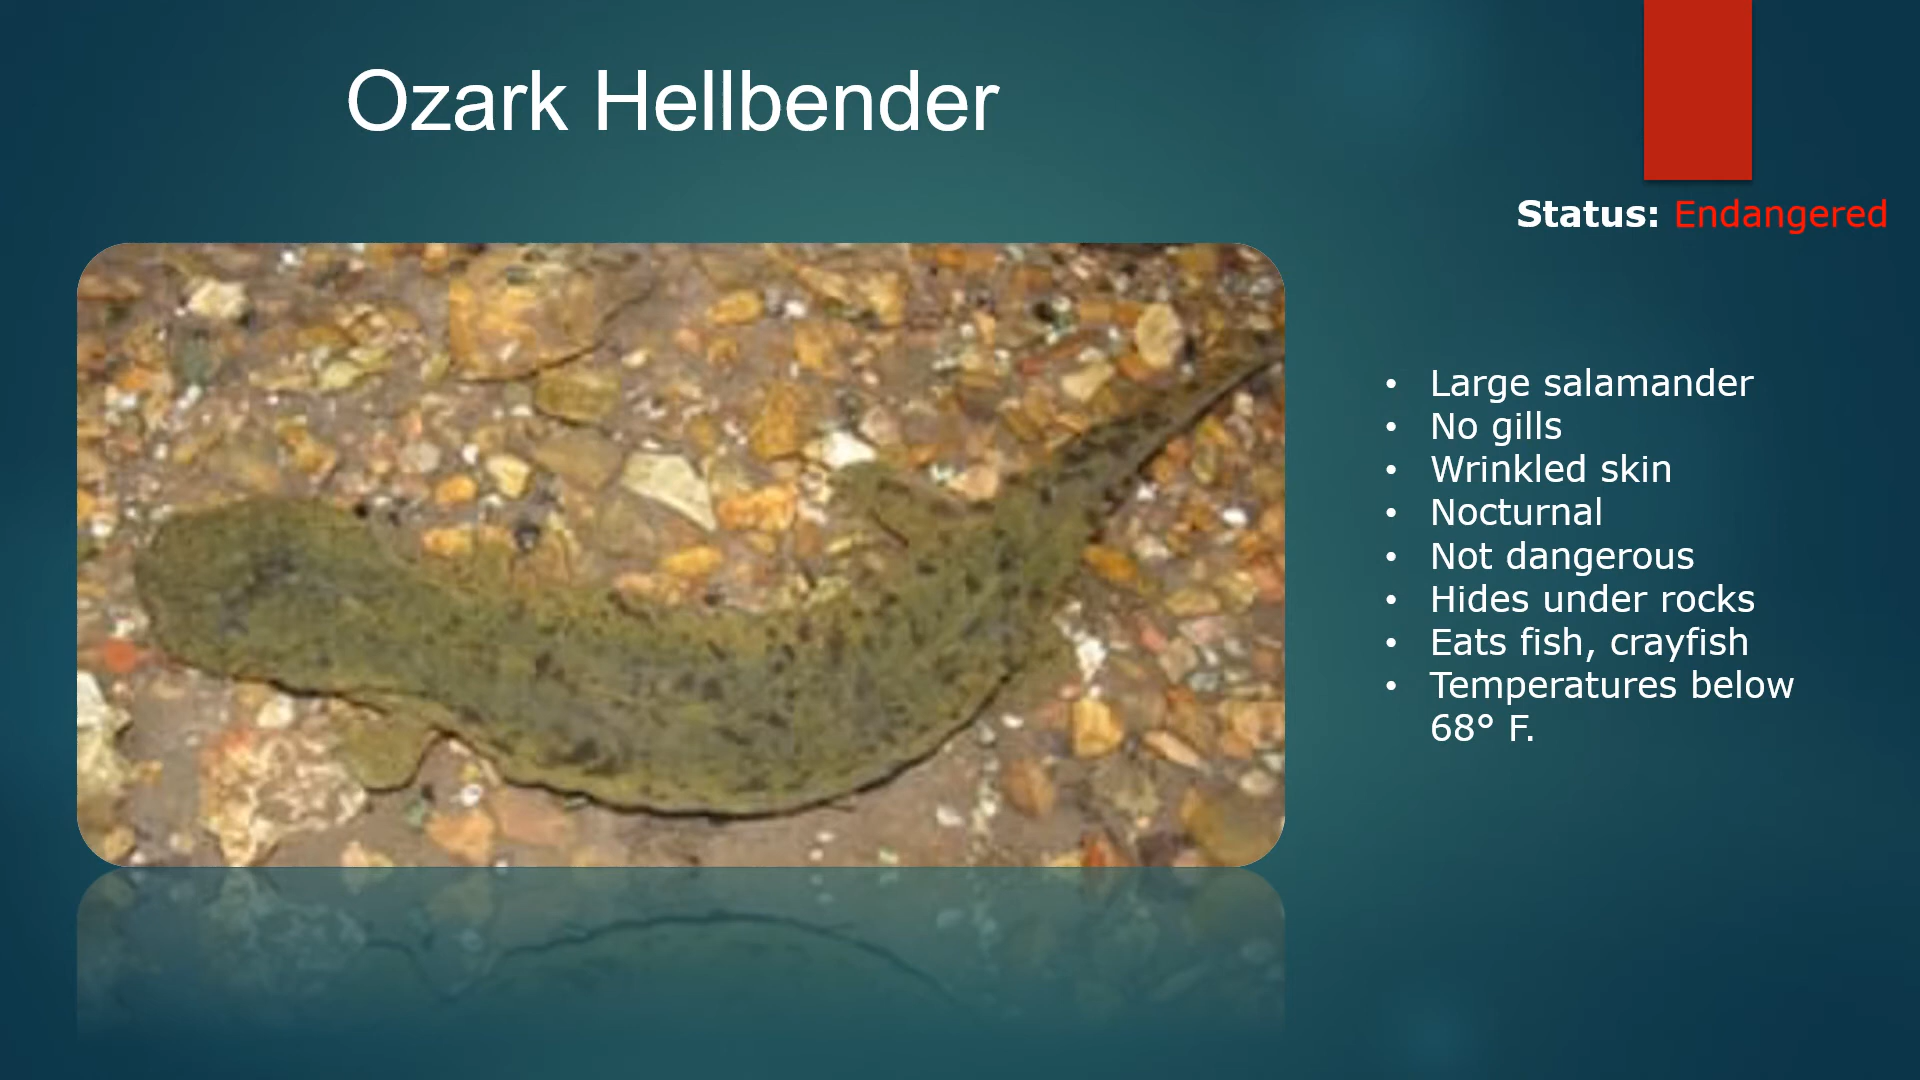 Ozark Hellbender
Status: Endangered
• Large salamander
• No gills
• Wrinkled skin
• Nocturnal
• Not dangerous
• Hides under rocks
• Eats fish, crayfish
• Temperatures below
68° F.